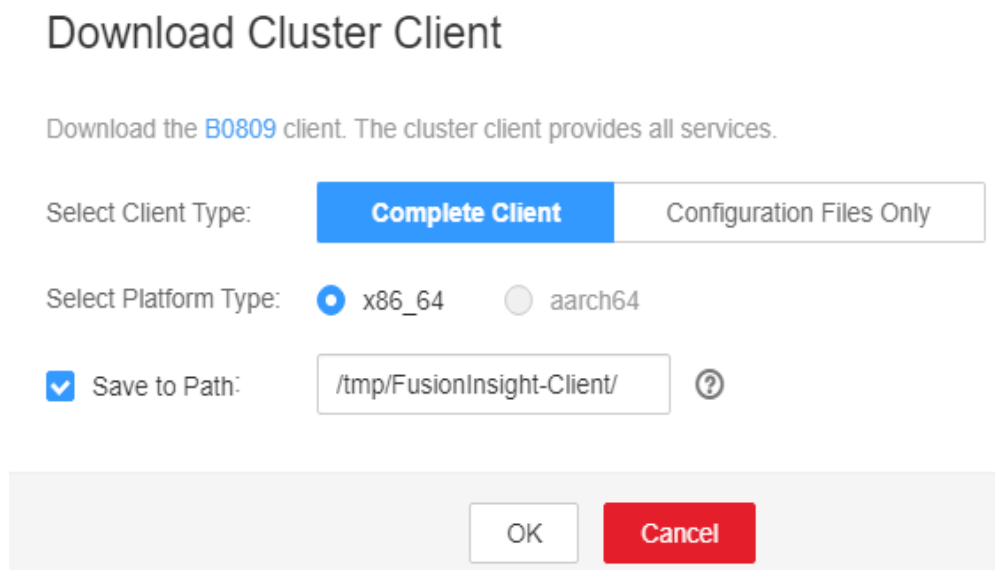 Download Cluster Client
Download the B0809 client. The cluster client provides all services.
Select Client Type: Complete Client Configuration Files Only
Select Platform Type: x86_64 aarch64
Save to Path: /tmp/FusionInsight-Client/ ?
OK Cancel